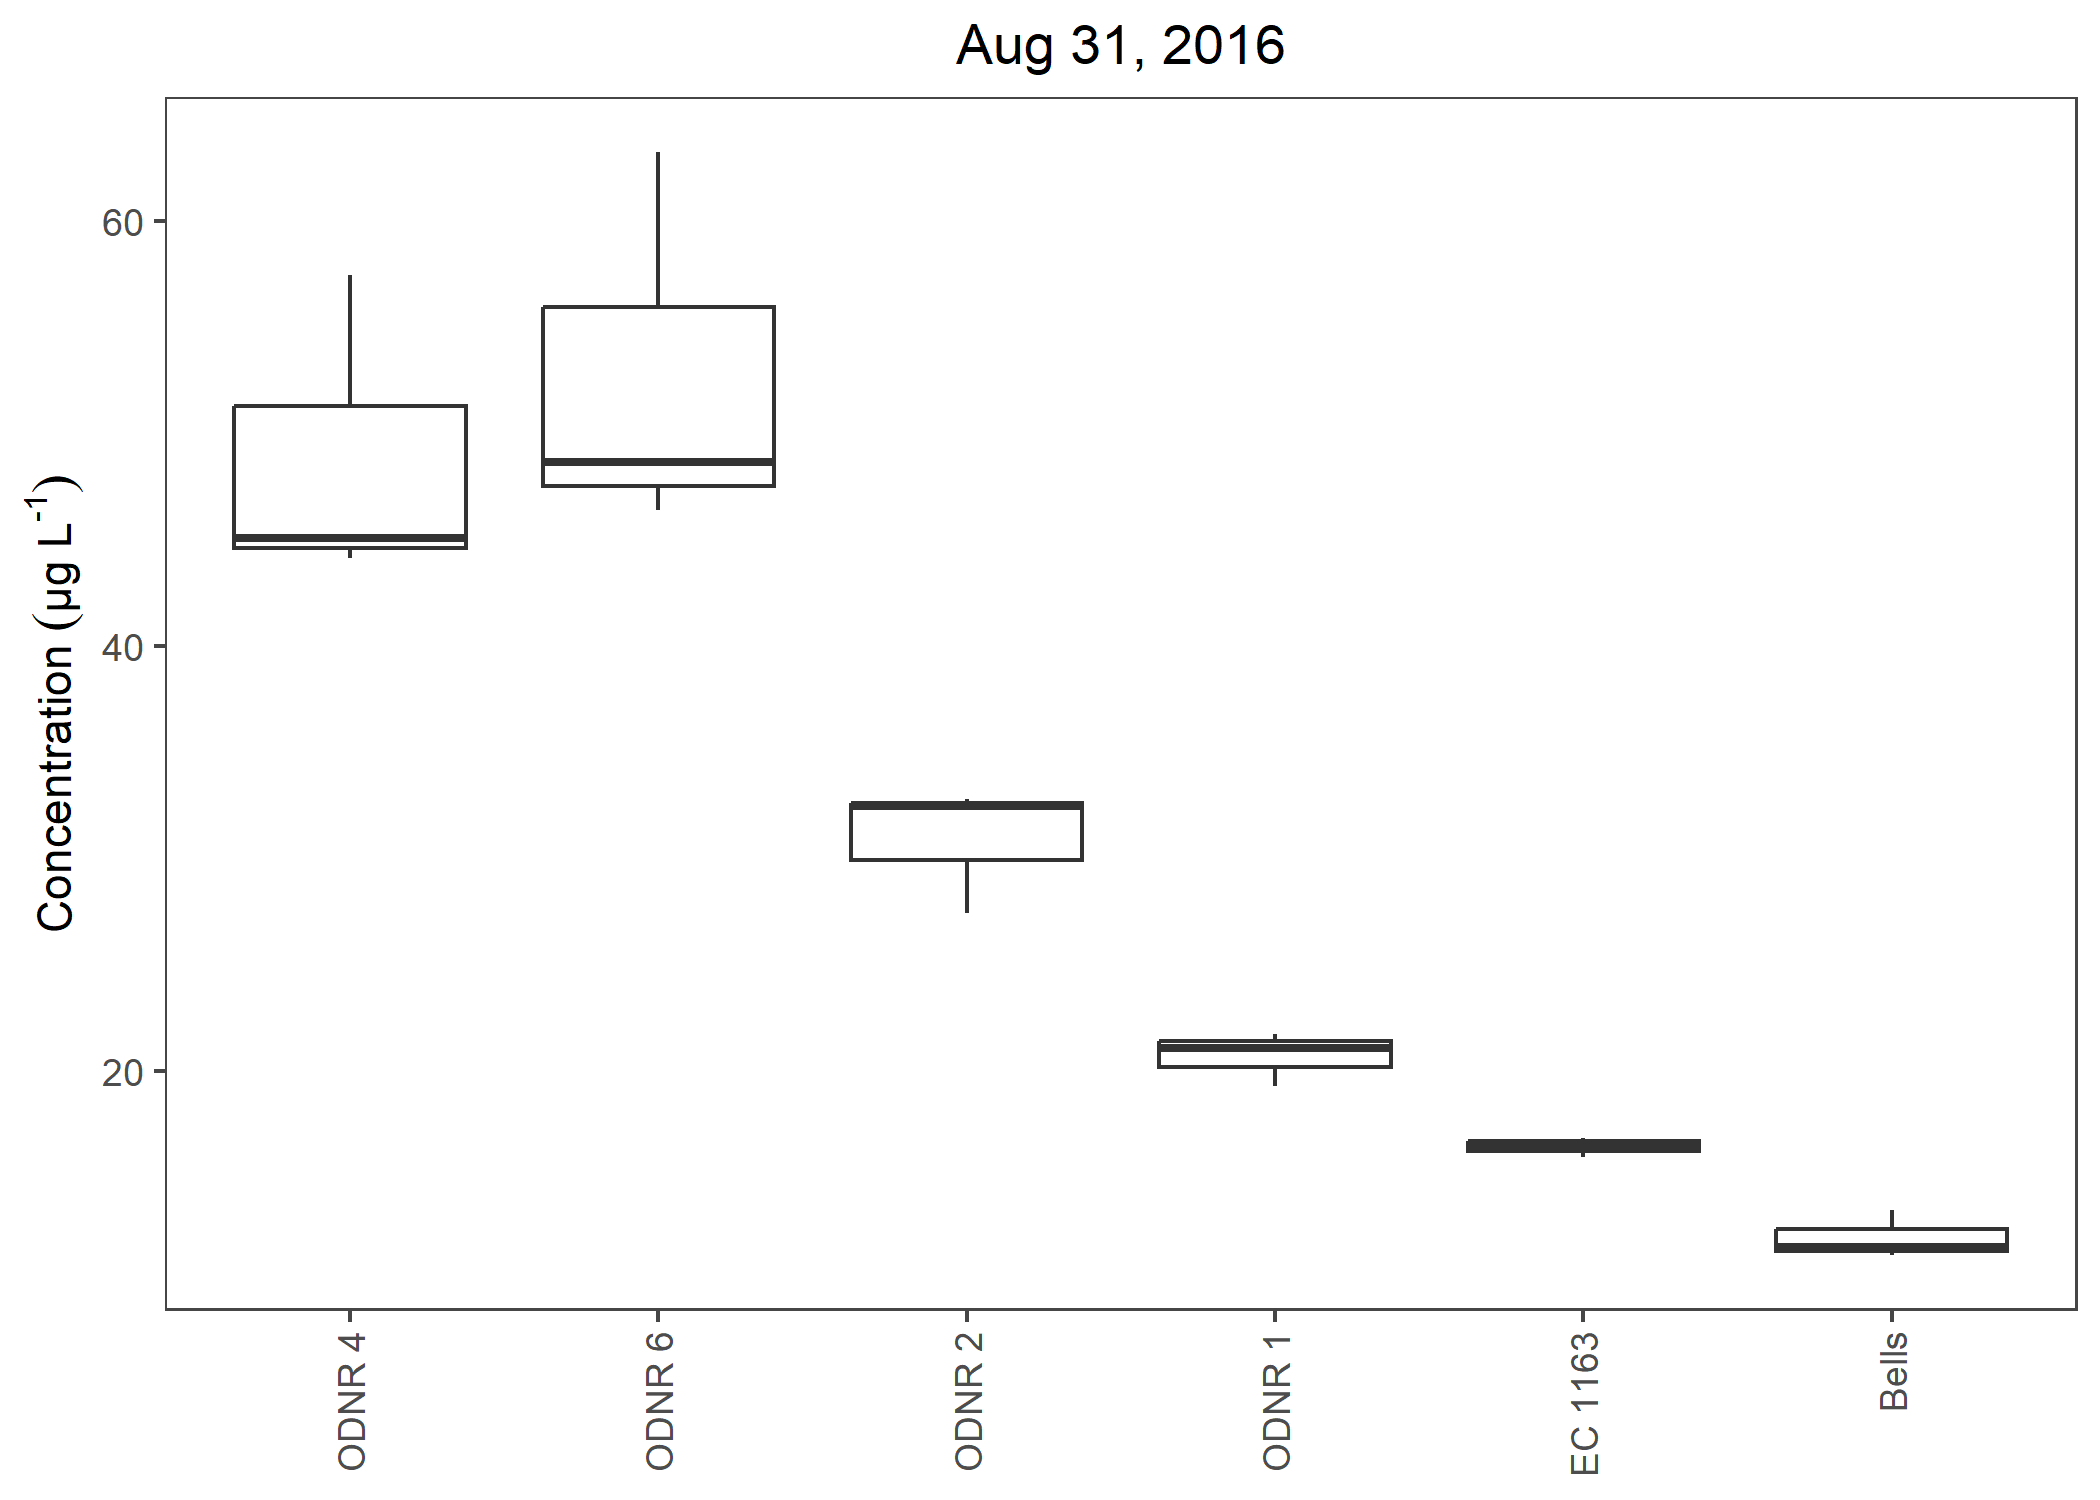 Aug 31, 2016
Concentration (µg L⁻¹)
60
40
20
ODNR 4
ODNR 6
ODNR 2
ODNR 1
EC 1163
Bells